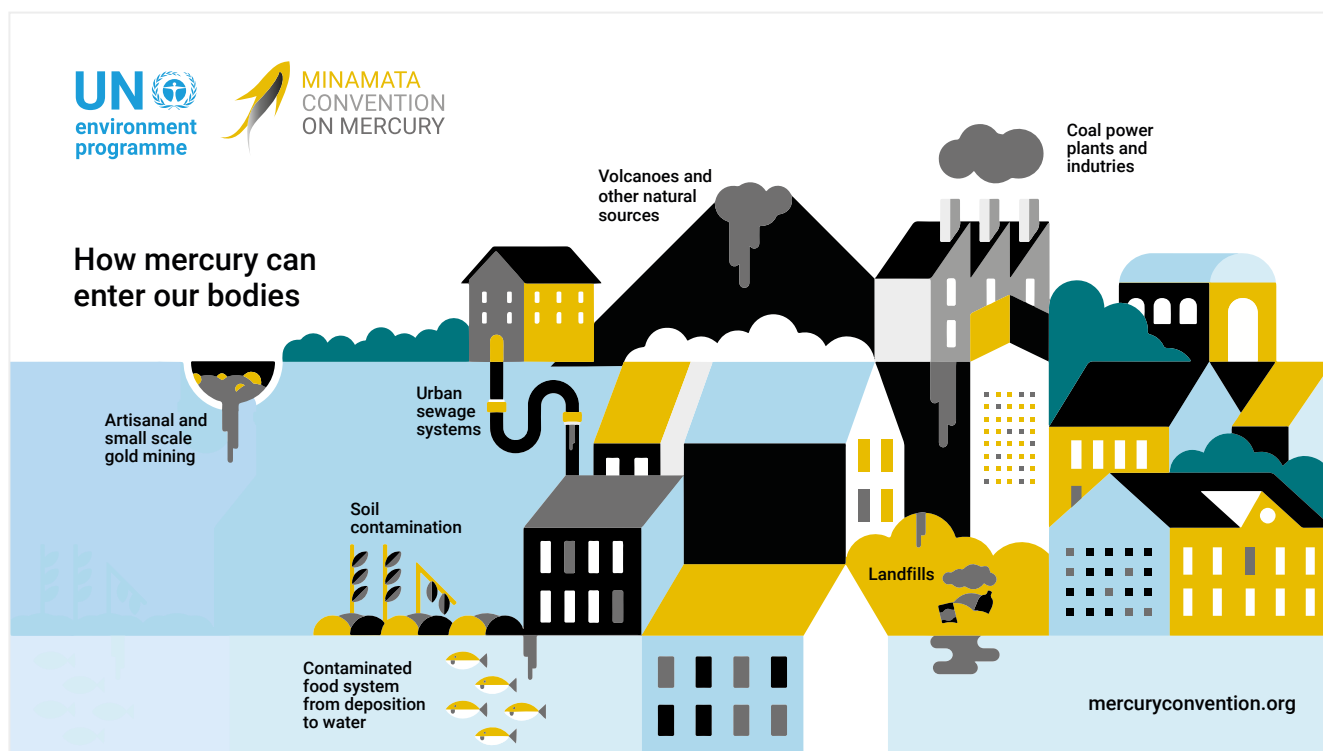 UN
environment
programme
MINAMATA
CONVENTION
ON MERCURY
How mercury can
enter our bodies
Volcanoes and
other natural
sources
Coal power
plants and
indutries
Artisanal and
small scale
gold mining
Urban
sewage
systems
Soil
contamination
Landfills
Contaminated
food system
from deposition
to water
mercuryconvention.org